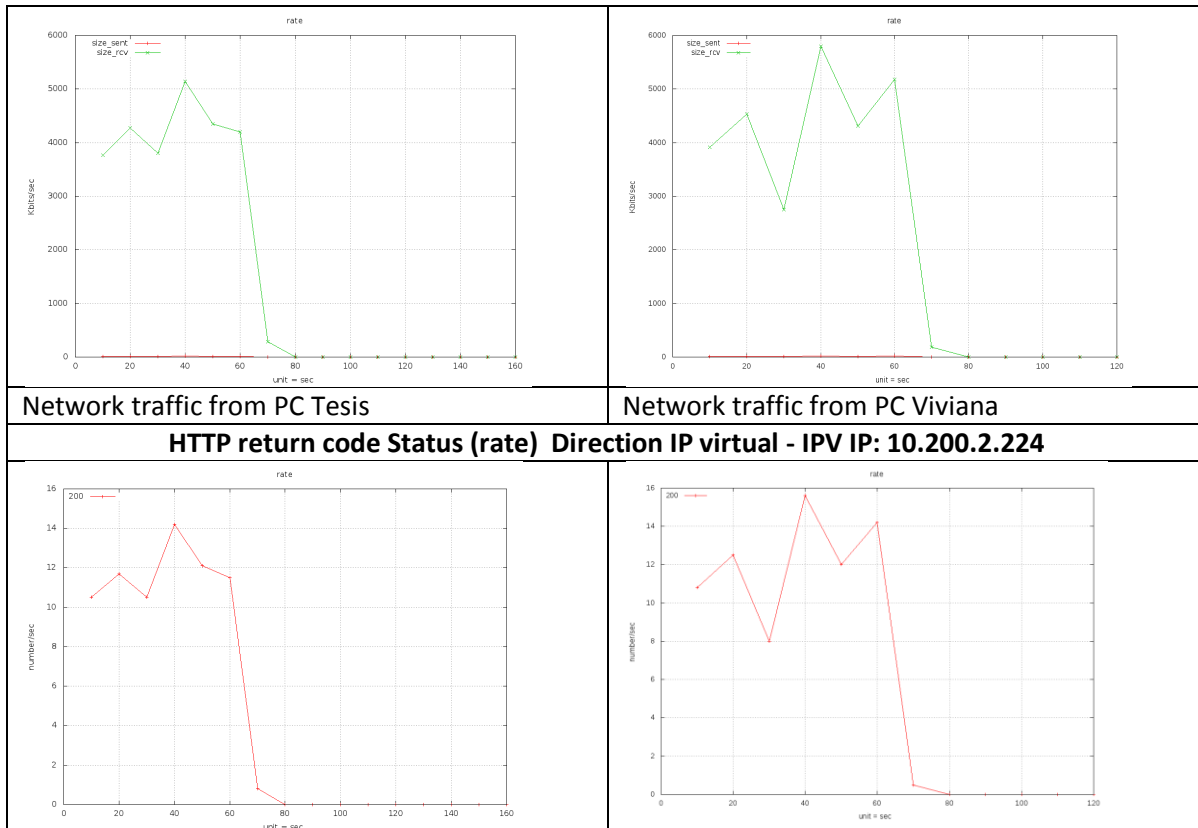 rate
size_sent
size_rcv
6000
5000
4000
3000
2000
1000
0
Kbits/sec
0 20 40 60 80 100 120 140 160
unit = sec
rate
size_sent
size_rcv
6000
5000
4000
3000
2000
1000
0
Kbits/sec
0 20 40 60 80 100 120
unit = sec
Network traffic from PC Tesis
Network traffic from PC Viviana
HTTP return code Status (rate) Direction IP virtual - IPV IP: 10.200.2.224
rate
200
16
14
12
10
8
6
4
2
0
number/sec
0 20 40 60 80 100 120 140 160
unit = sec
rate
200
16
14
12
10
8
6
4
2
0
number/sec
0 20 40 60 80 100 120
unit = sec